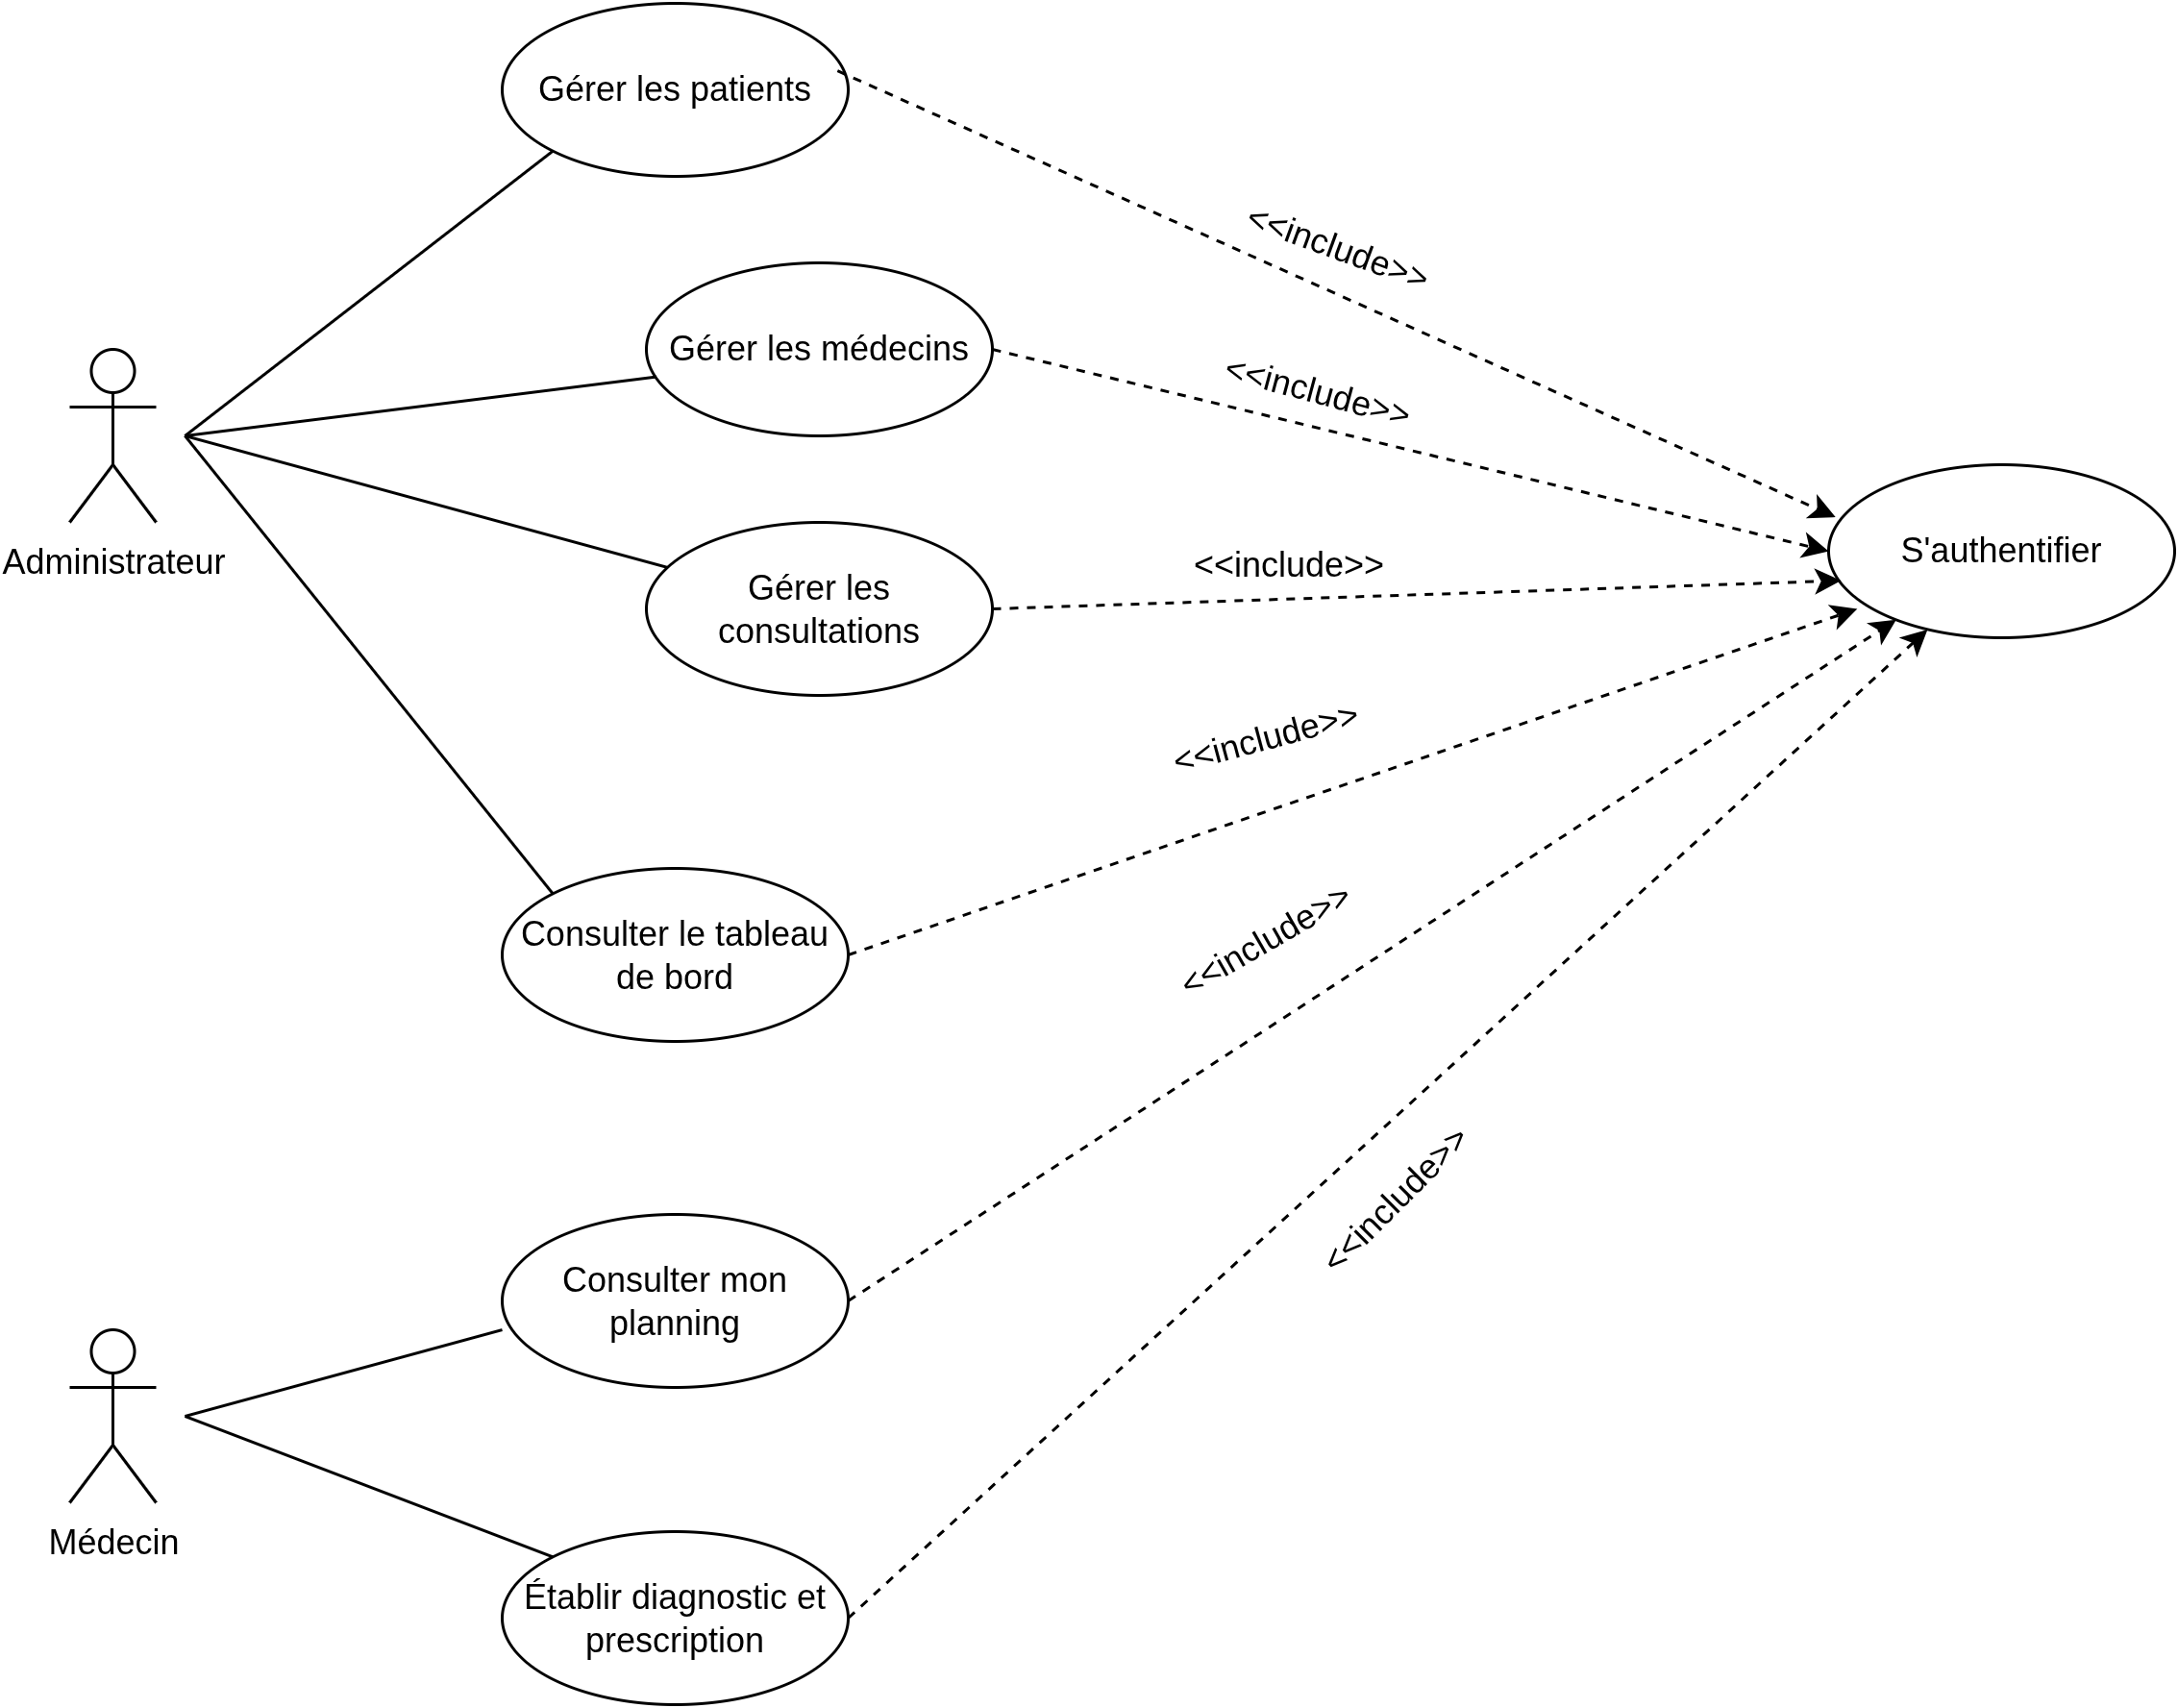 Gérer les patients
<<include>>
Gérer les médecins
<<include>>
Administrateur
Gérer les
consultations
<<include>>
S'authentifier
<<include>>
Consulter le tableau
de bord
<<include>>
<<include>>
Consulter mon
planning
Médecin
Établir diagnostic et
prescription